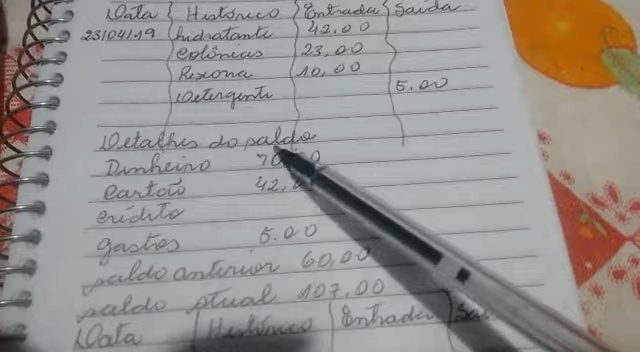 Data Histórico Entrada Saída
23/04/19 hidratante 42,00
colônias 23,00
Rexona 10,00
Detergente 5.00
Detalhes do saldo
Dinheiro
Cartão 42,
crédito
gastos 5.00
saldo anterior 60,00
saldo atual 107,00
Data Histórico Entrada